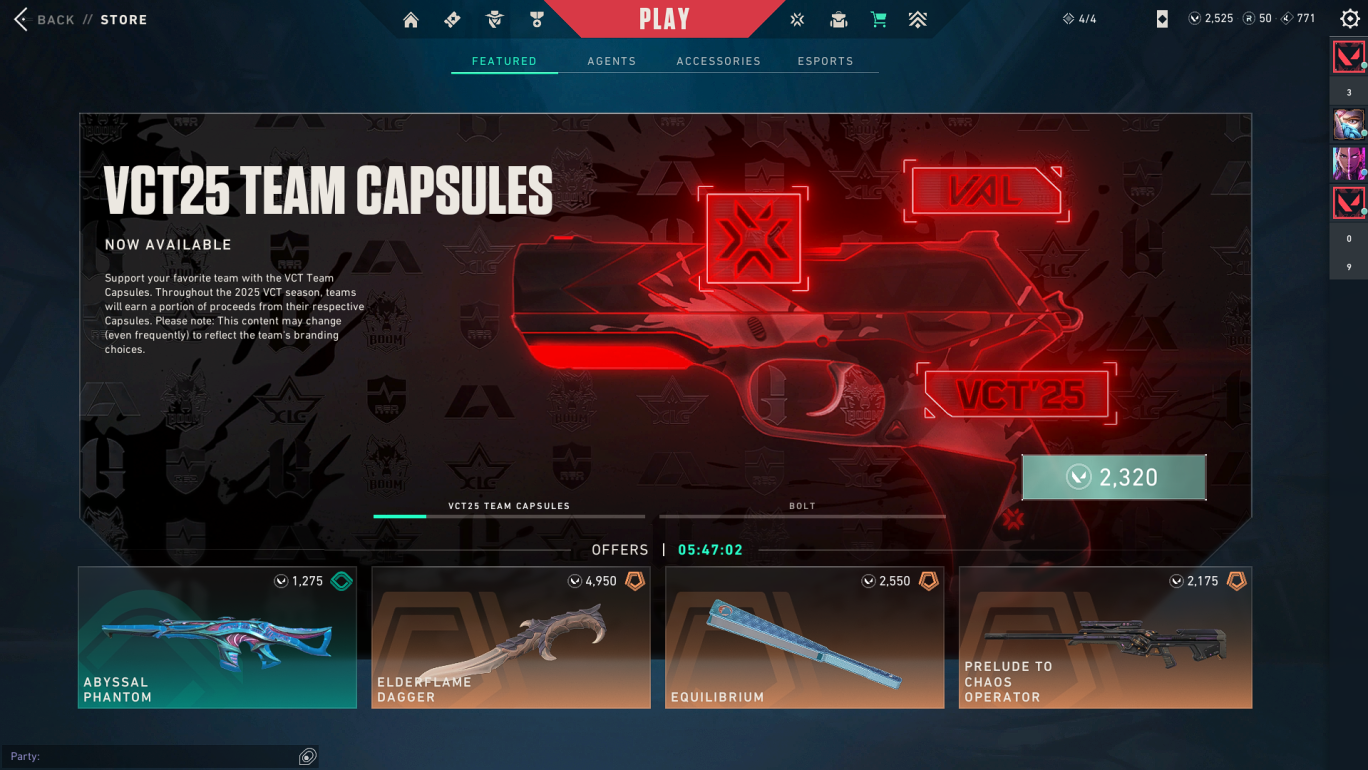 BACK // STORE
PLAY
4/4
2,525
R 50
771
FEATURED
AGENTS
ACCESSORIES
ESPORTS
3
0
9
VCT25 TEAM CAPSULES
NOW AVAILABLE
Support your favorite team with the VCT Team
Capsules. Throughout the 2025 VCT season, teams
will earn a portion of proceeds from their respective
Capsules. Please note: This content may change
(even frequently) to reflect the team's branding
choices.
VAL
VCT'25
2,320
VCT25 TEAM CAPSULES
BOLT
OFFERS | 05:47:02
1,275
ABYSSAL
PHANTOM
4,950
ELDERFLAME
DAGGER
2,550
EQUILIBRIUM
2,175
PRELUDE TO
CHAOS
OPERATOR
Party: